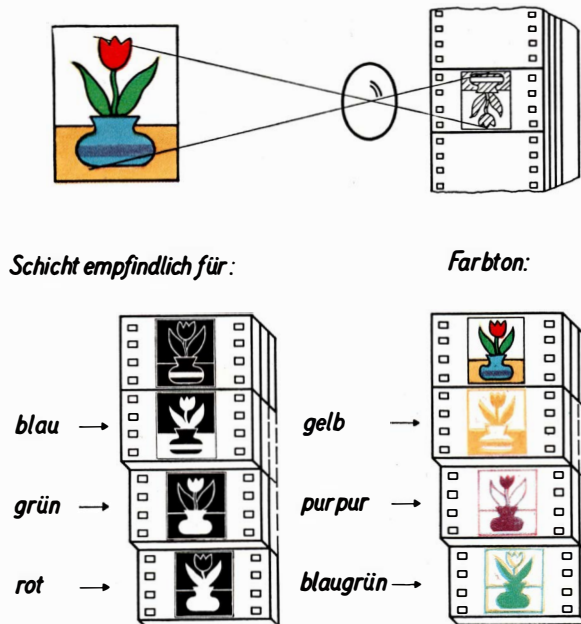 Schicht empfindlich für:
Farbton:
blau
gelb
grün
purpur
rot
blaugrün